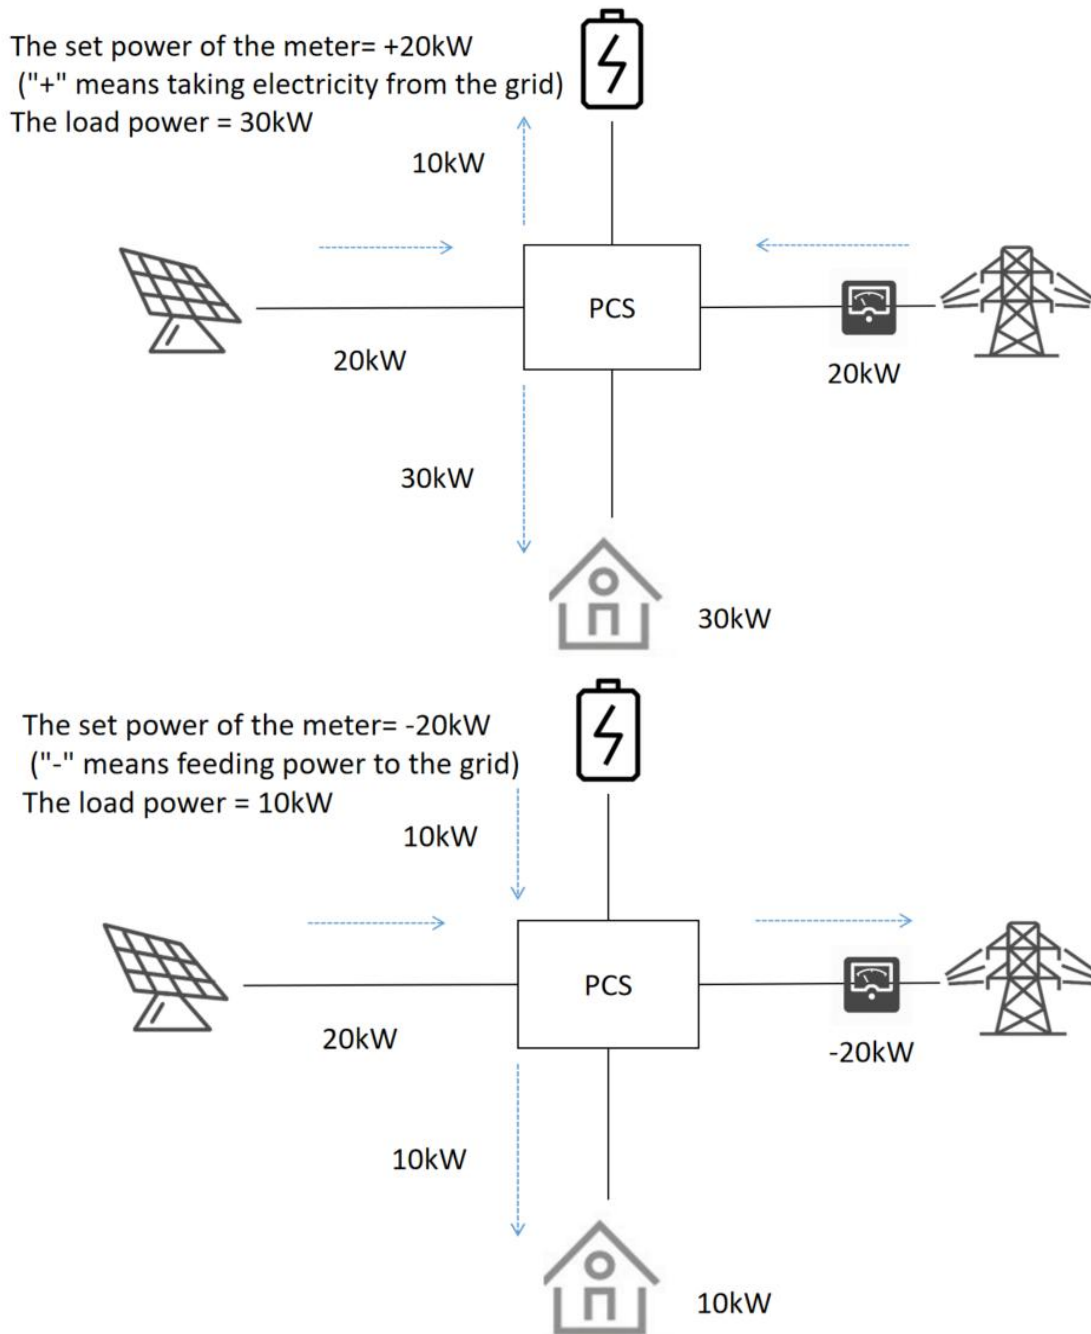 The set power of the meter= +20kW
("+" means taking electricity from the grid)
The load power = 30kW
10kW
PCS
20kW
20kW
30kW
30kW
The set power of the meter= -20kW
("-" means feeding power to the grid)
The load power = 10kW
10kW
PCS
20kW
-20kW
10kW
10kW